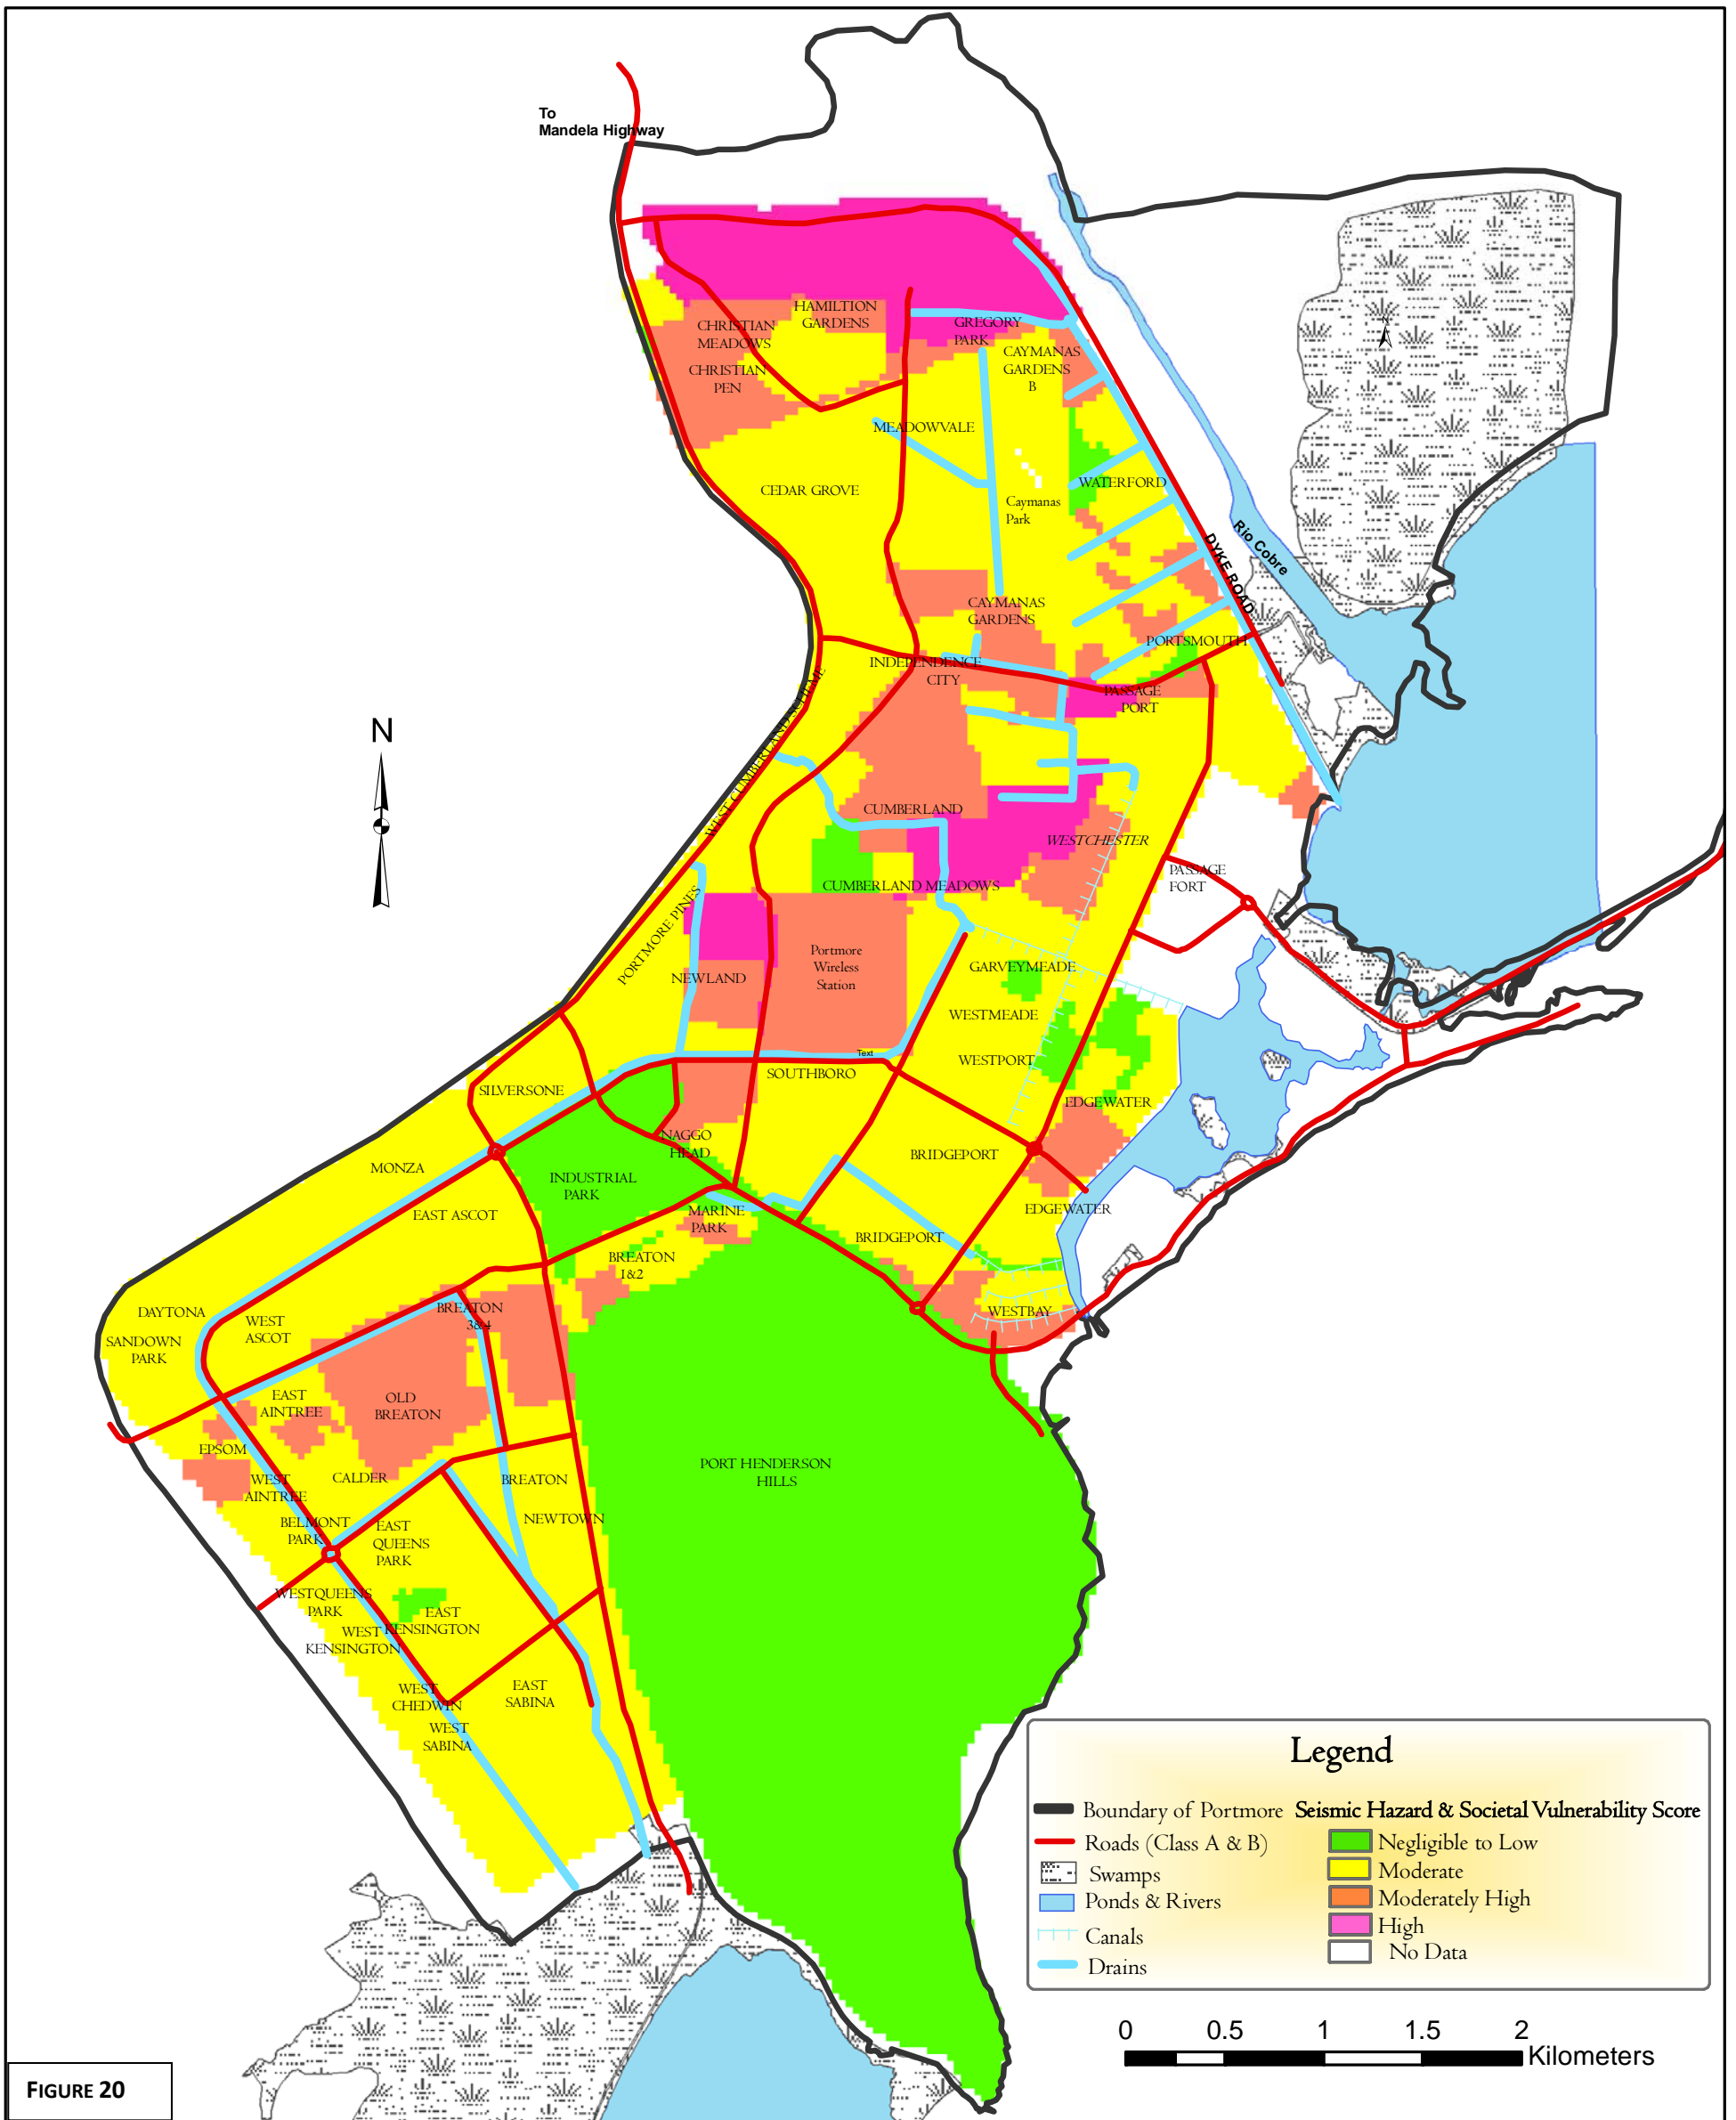 To
Mandela Highway
HAMILTION
GARDENS
CHRISTIAN
MEADOWS
GREGORY
PARK
CHRISTIAN
PEN
CAYMANAS
GARDENS
B
N
MEADOWVALE
CEDAR GROVE
WATERFORD
Caymanas
Park
Rio Cobre
DYKE ROAD
CAYMANAS
GARDENS
PORTSMOUTH
INDEPENDENCE
CITY
PASSAGE
PORT
WEST CUMBERLAND SCHEME
N
CUMBERLAND
WESTCHESTER
PASSAGE
FORT
CUMBERLAND MEADOWS
PORTMORE PINES
Portmore
Wireless
Station
NEWLAND
GARVEYMEADE
WESTMEADE
Text
WESTPORT
SOUTHBORO
SILVERSONE
EDGEWATER
NAGGO
HEAD
BRIDGEPORT
MONZA
INDUSTRIAL
PARK
EAST ASCOT
MARINE
PARK
EDGEWATER
BRIDGEPORT
BREATON
1&2
DAYTONA
WEST
ASCOT
BREATON
3&4
WESTBAY
SANDOWN
PARK
EAST
AINTREE
OLD
BREATON
EPSOM
WEST
AINTREE
CALDER
BREATON
PORT HENDERSON
HILLS
BELMONT
PARK
EAST
QUEENS
PARK
NEWTOWN
WESTQUEENS
PARK
EAST
KENSINGTON
WEST
KENSINGTON
WEST
CHEDWIN
EAST
SABINA
WEST
SABINA
Legend
Boundary of Portmore
Roads (Class A & B)
Swamps
Ponds & Rivers
Canals
Drains
Seismic Hazard & Societal Vulnerability Score
Negligible to Low
Moderate
Moderately High
High
No Data
0 0.5 1 1.5 2
Kilometers
FIGURE 20